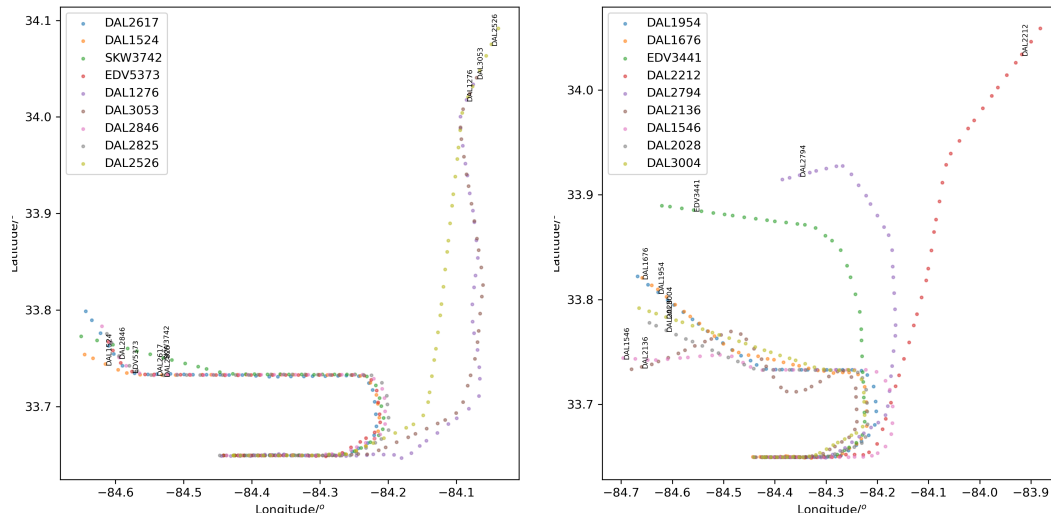 34.1
34.0
33.9
33.8
33.7
−84.6
−84.5
−84.4
−84.3
−84.2
−84.1
Longitude/°
DAL2617
DAL1524
SKW3742
EDV5373
DAL1276
DAL3053
DAL2846
DAL2825
DAL2526
DAL2526
DAL3053
DAL1276
DAL1524
DAL2846
EDV5373
DAL2617
34.0
33.9
33.8
33.7
−84.7
−84.6
−84.5
−84.4
−84.3
−84.2
−84.1
−84.0
−83.9
Longitude/°
DAL1954
DAL1676
EDV3441
DAL2212
DAL2794
DAL2136
DAL1546
DAL2028
DAL3004
DAL2212
DAL2794
EDV3441
DAL1676
DAL1954
DAL1546
DAL2136